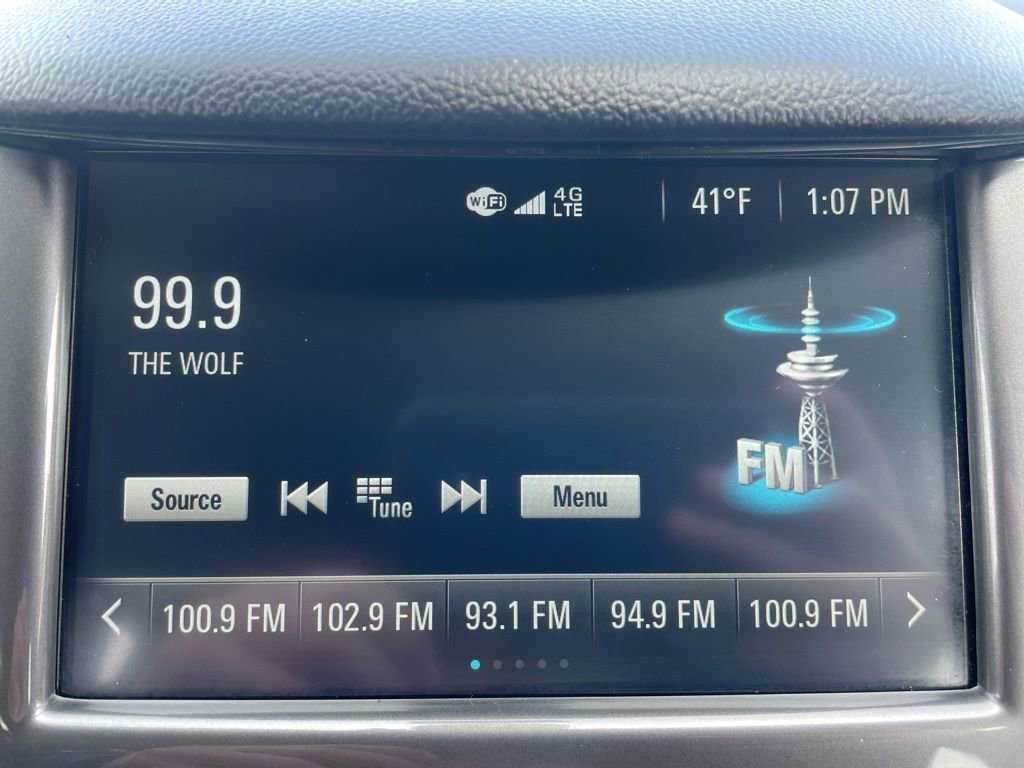 WiFi 4G LTE 41°F 1:07 PM
99.9
THE WOLF
FM
Source Tune Menu
100.9 FM 102.9 FM 93.1 FM 94.9 FM 100.9 FM